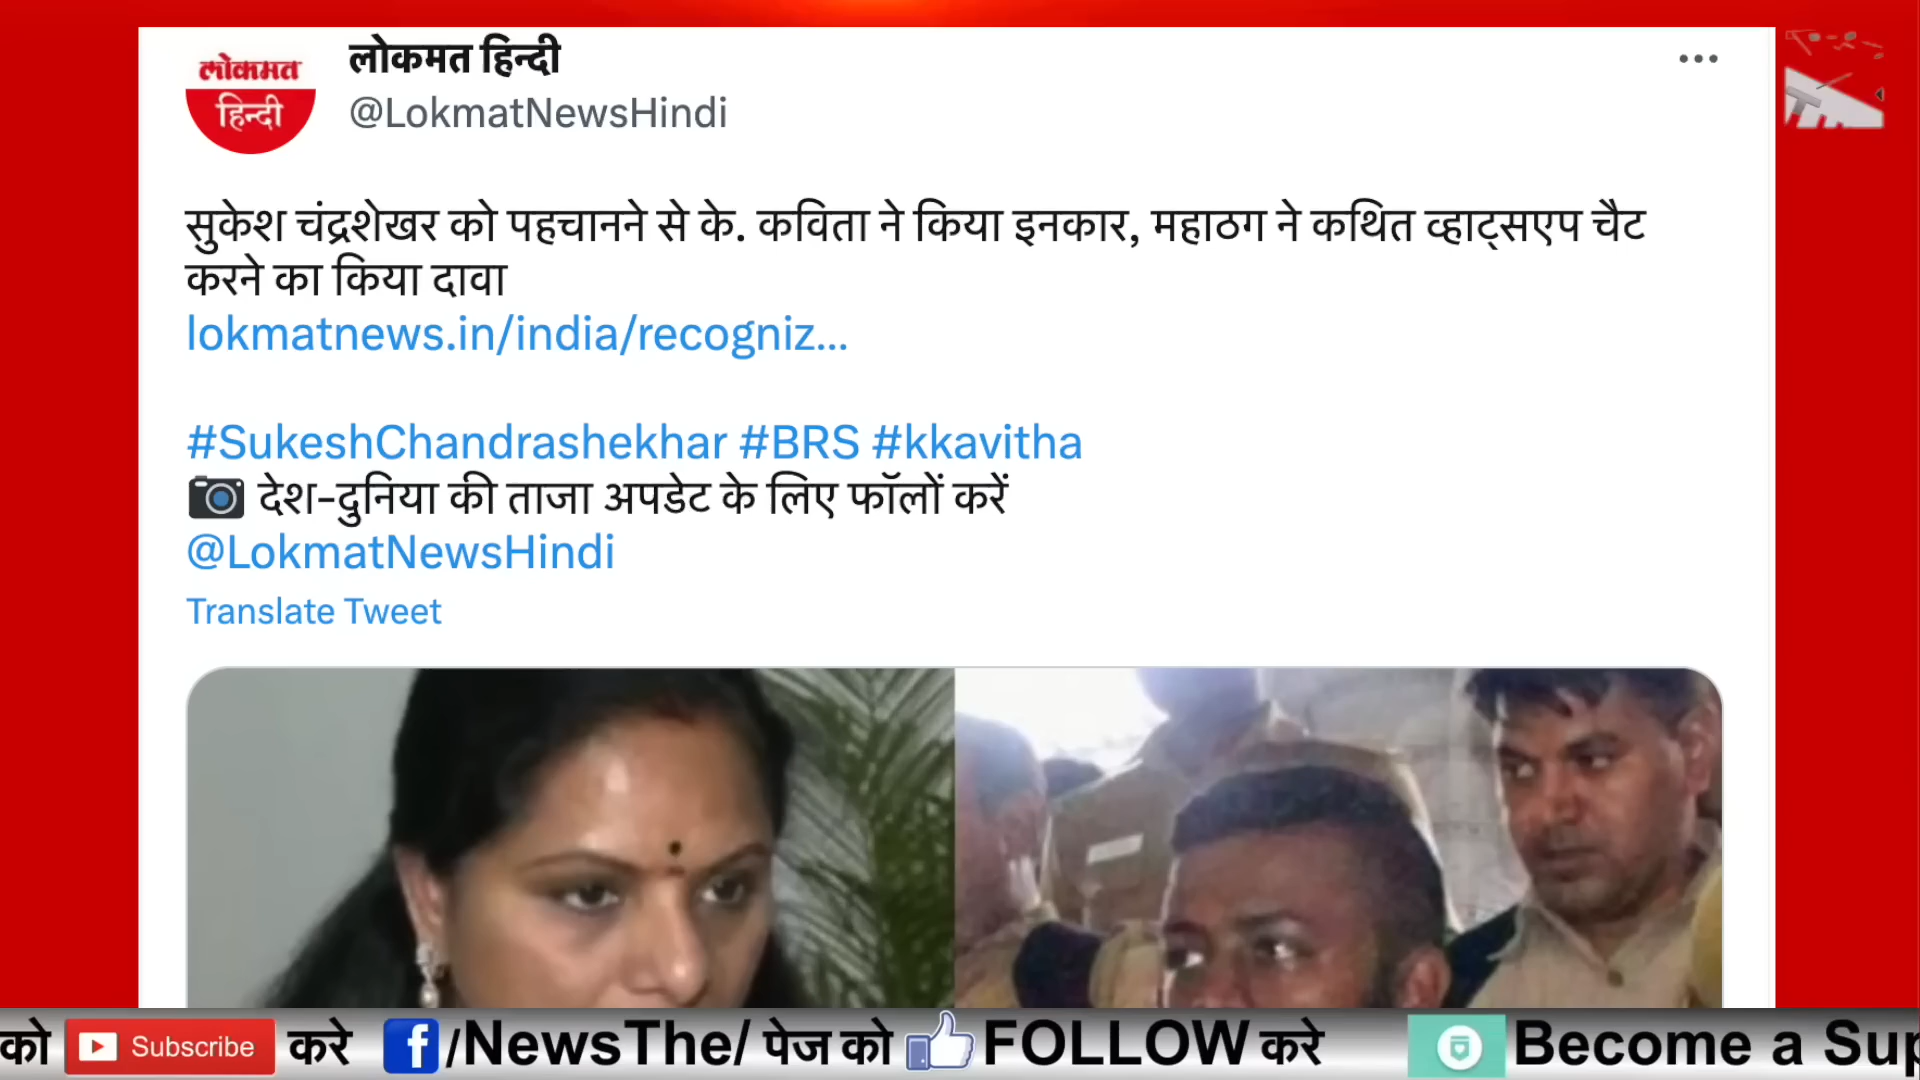 लोकमत
हिन्दी
लोकमत हिन्दी
@LokmatNewsHindi
सुकेश चंद्रशेखर को पहचानने से के. कविता ने किया इनकार, महाठग ने कथित व्हाट्सएप चैट
करने का किया दावा
lokmatnews.in/india/recogniz...
#SukeshChandrashekhar #BRS #kkavitha
देश-दुनिया की ताजा अपडेट के लिए फॉलों करें
@LokmatNewsHindi
Translate Tweet
को Subscribe करे f/NewsThe/ पेज को FOLLOW करे Become a Sup